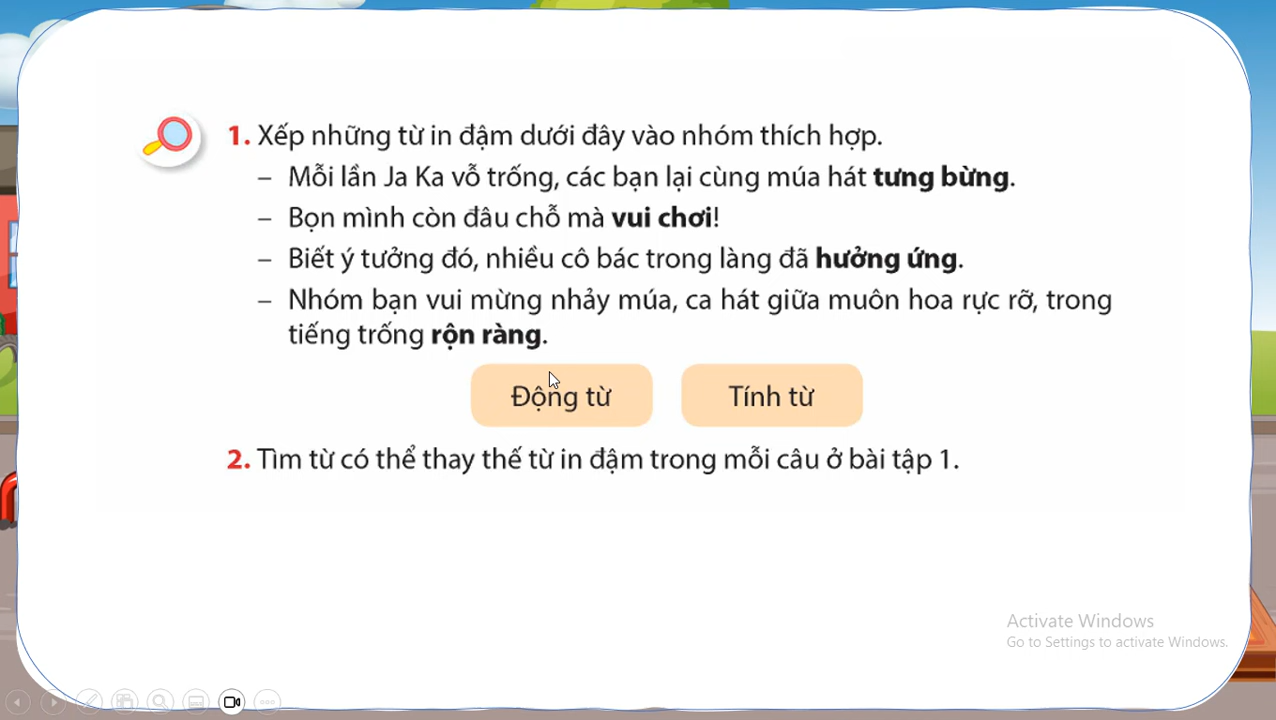 1. Xếp những từ in đậm dưới đây vào nhóm thích hợp.
– Mỗi lần Ja Ka vỗ trống, các bạn lại cùng múa hát tưng bừng.
– Bọn mình còn đâu chỗ mà vui chơi!
– Biết ý tưởng đó, nhiều cô bác trong làng đã hưởng ứng.
– Nhóm bạn vui mừng nhảy múa, ca hát giữa muôn hoa rực rỡ, trong
tiếng trống rộn ràng.
Động từ
Tính từ
2. Tìm từ có thể thay thế từ in đậm trong mỗi câu ở bài tập 1.
Activate Windows
Go to Settings to activate Windows.